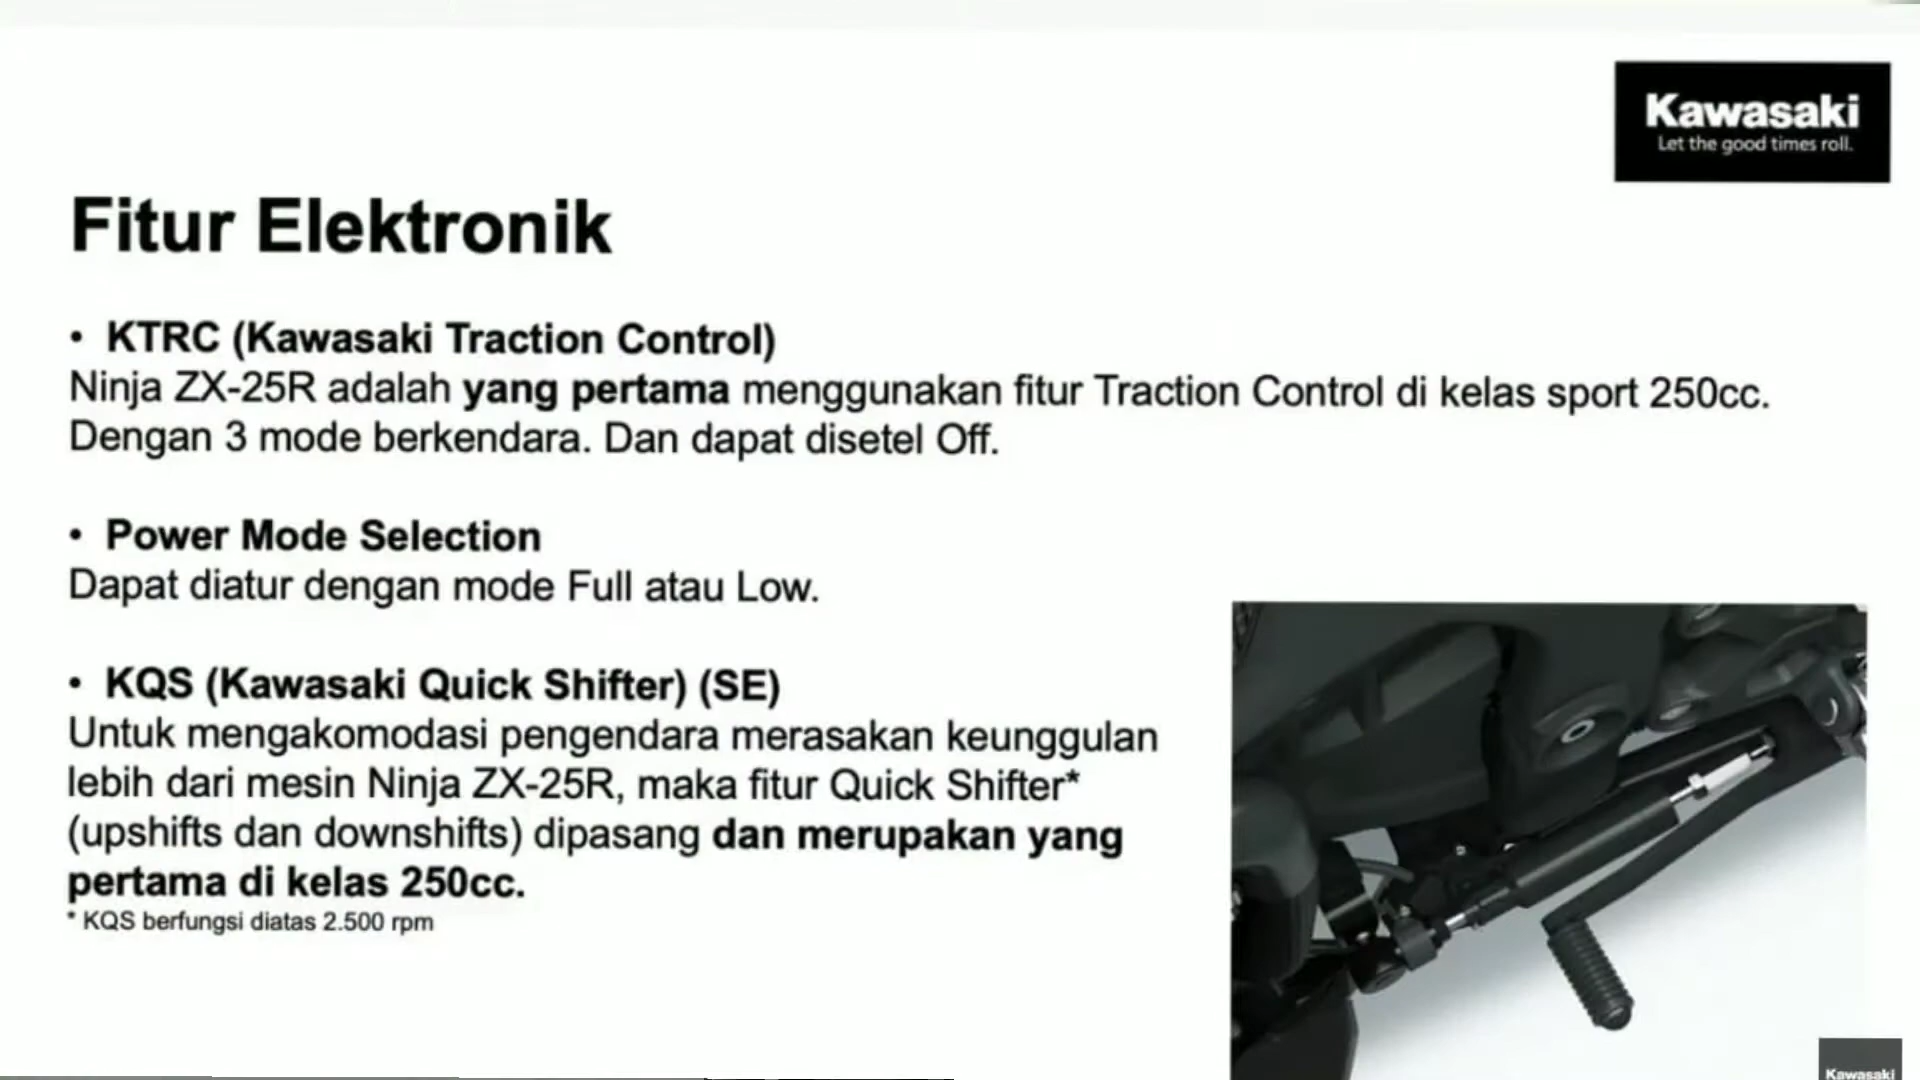 Kawasaki
Let the good times roll.
Fitur Elektronik
• KTRC (Kawasaki Traction Control)
Ninja ZX-25R adalah yang pertama menggunakan fitur Traction Control di kelas sport 250cc.
Dengan 3 mode berkendara. Dan dapat disetel Off.
• Power Mode Selection
Dapat diatur dengan mode Full atau Low.
• KQS (Kawasaki Quick Shifter) (SE)
Untuk mengakomodasi pengendara merasakan keunggulan
lebih dari mesin Ninja ZX-25R, maka fitur Quick Shifter*
(upshifts dan downshifts) dipasang dan merupakan yang
pertama di kelas 250cc.
* KQS berfungsi diatas 2.500 rpm
Kawasaki